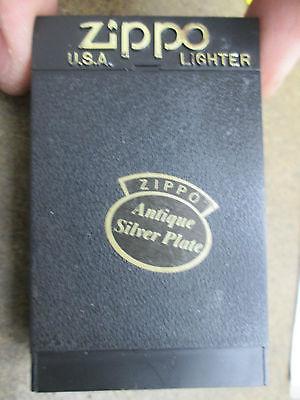 zippo
U.S.A. LIGHTER
ZIPPO
Antique
Silver Plate